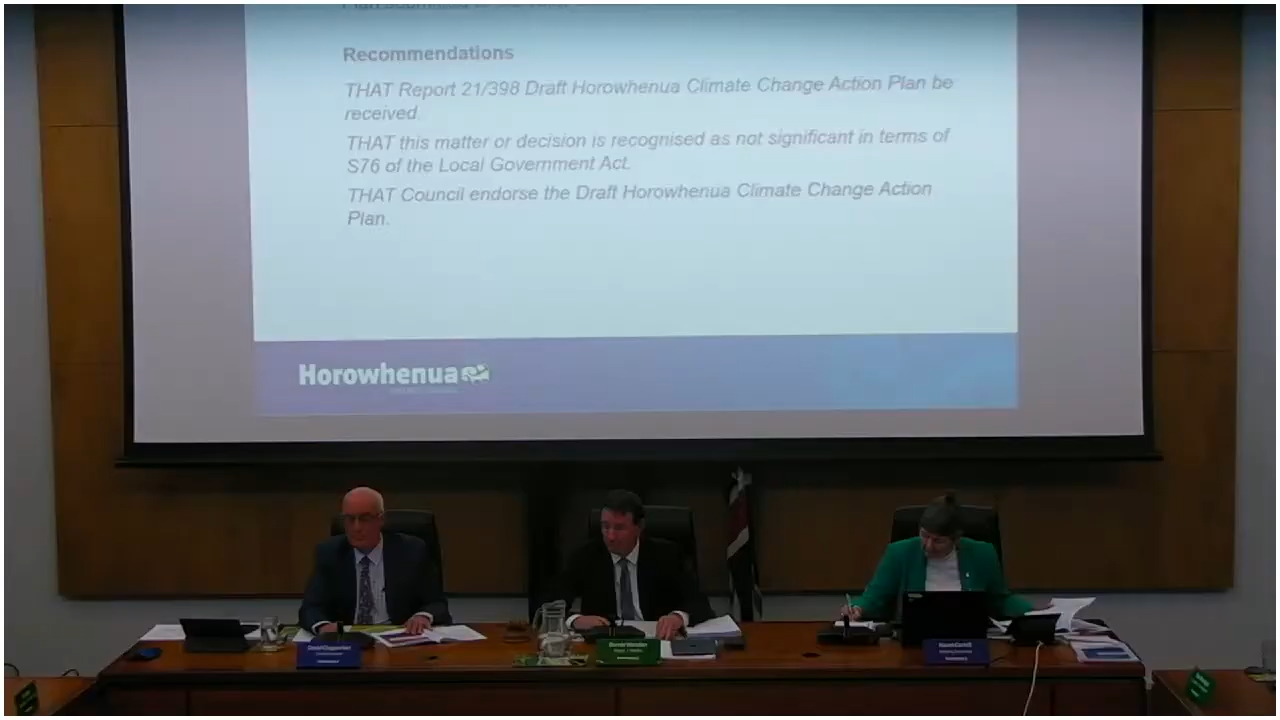 Recommendations
THAT Report 21/398 Draft Horowhenua Climate Change Action Plan be
received.
THAT this matter or decision is recognised as not significant in terms of
S76 of the Local Government Act.
THAT Council endorse the Draft Horowhenua Climate Change Action
Plan.
Horowhenua